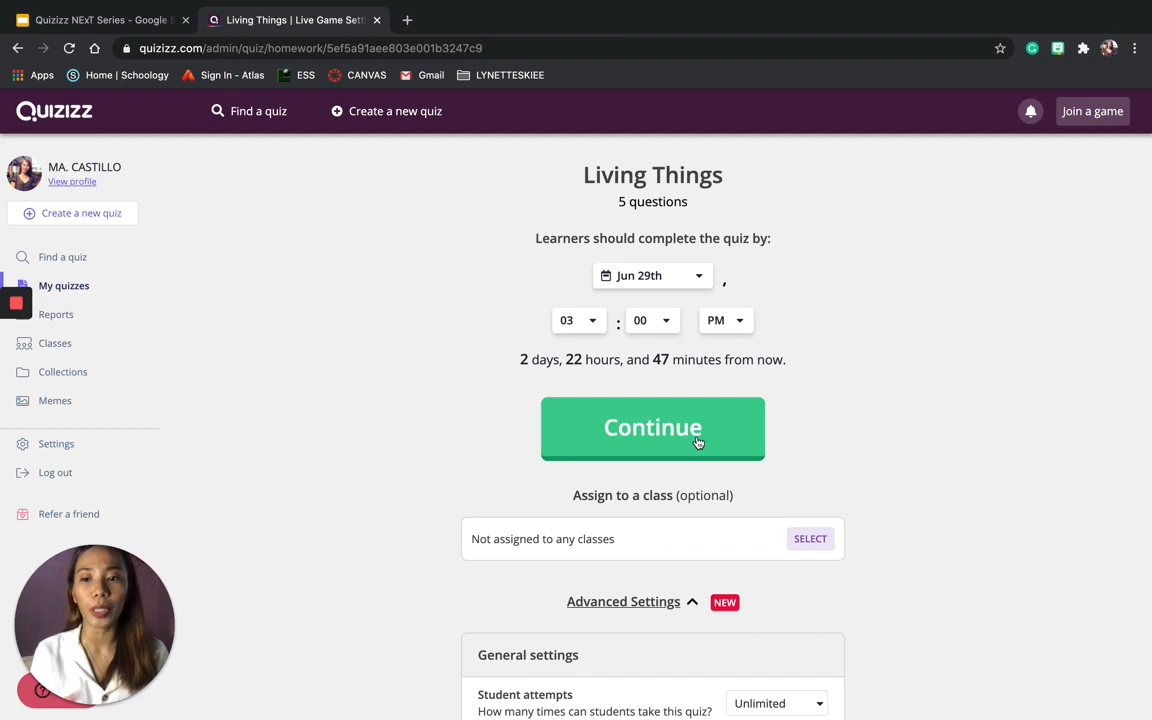 Quizizz NExT Series - Google S
Living Things | Live Game Sett
quizizz.com/admin/quiz/homework/5ef5a91aee803e001b3247c9
Apps
Home | Schoology
Sign In - Atlas
ESS
CANVAS
Gmail
LYNETTESKIEE
Quizizz
Find a quiz
Create a new quiz
Join a game
MA. CASTILLO
View profile
Create a new quiz
Find a quiz
My quizzes
Reports
Classes
Collections
Memes
Settings
Log out
Refer a friend
Living Things
5 questions
Learners should complete the quiz by:
Jun 29th ,
03 : 00 PM
2 days, 22 hours, and 47 minutes from now.
Continue
Assign to a class (optional)
Not assigned to any classes SELECT
Advanced Settings NEW
General settings
Student attempts
How many times can students take this quiz?
Unlimited